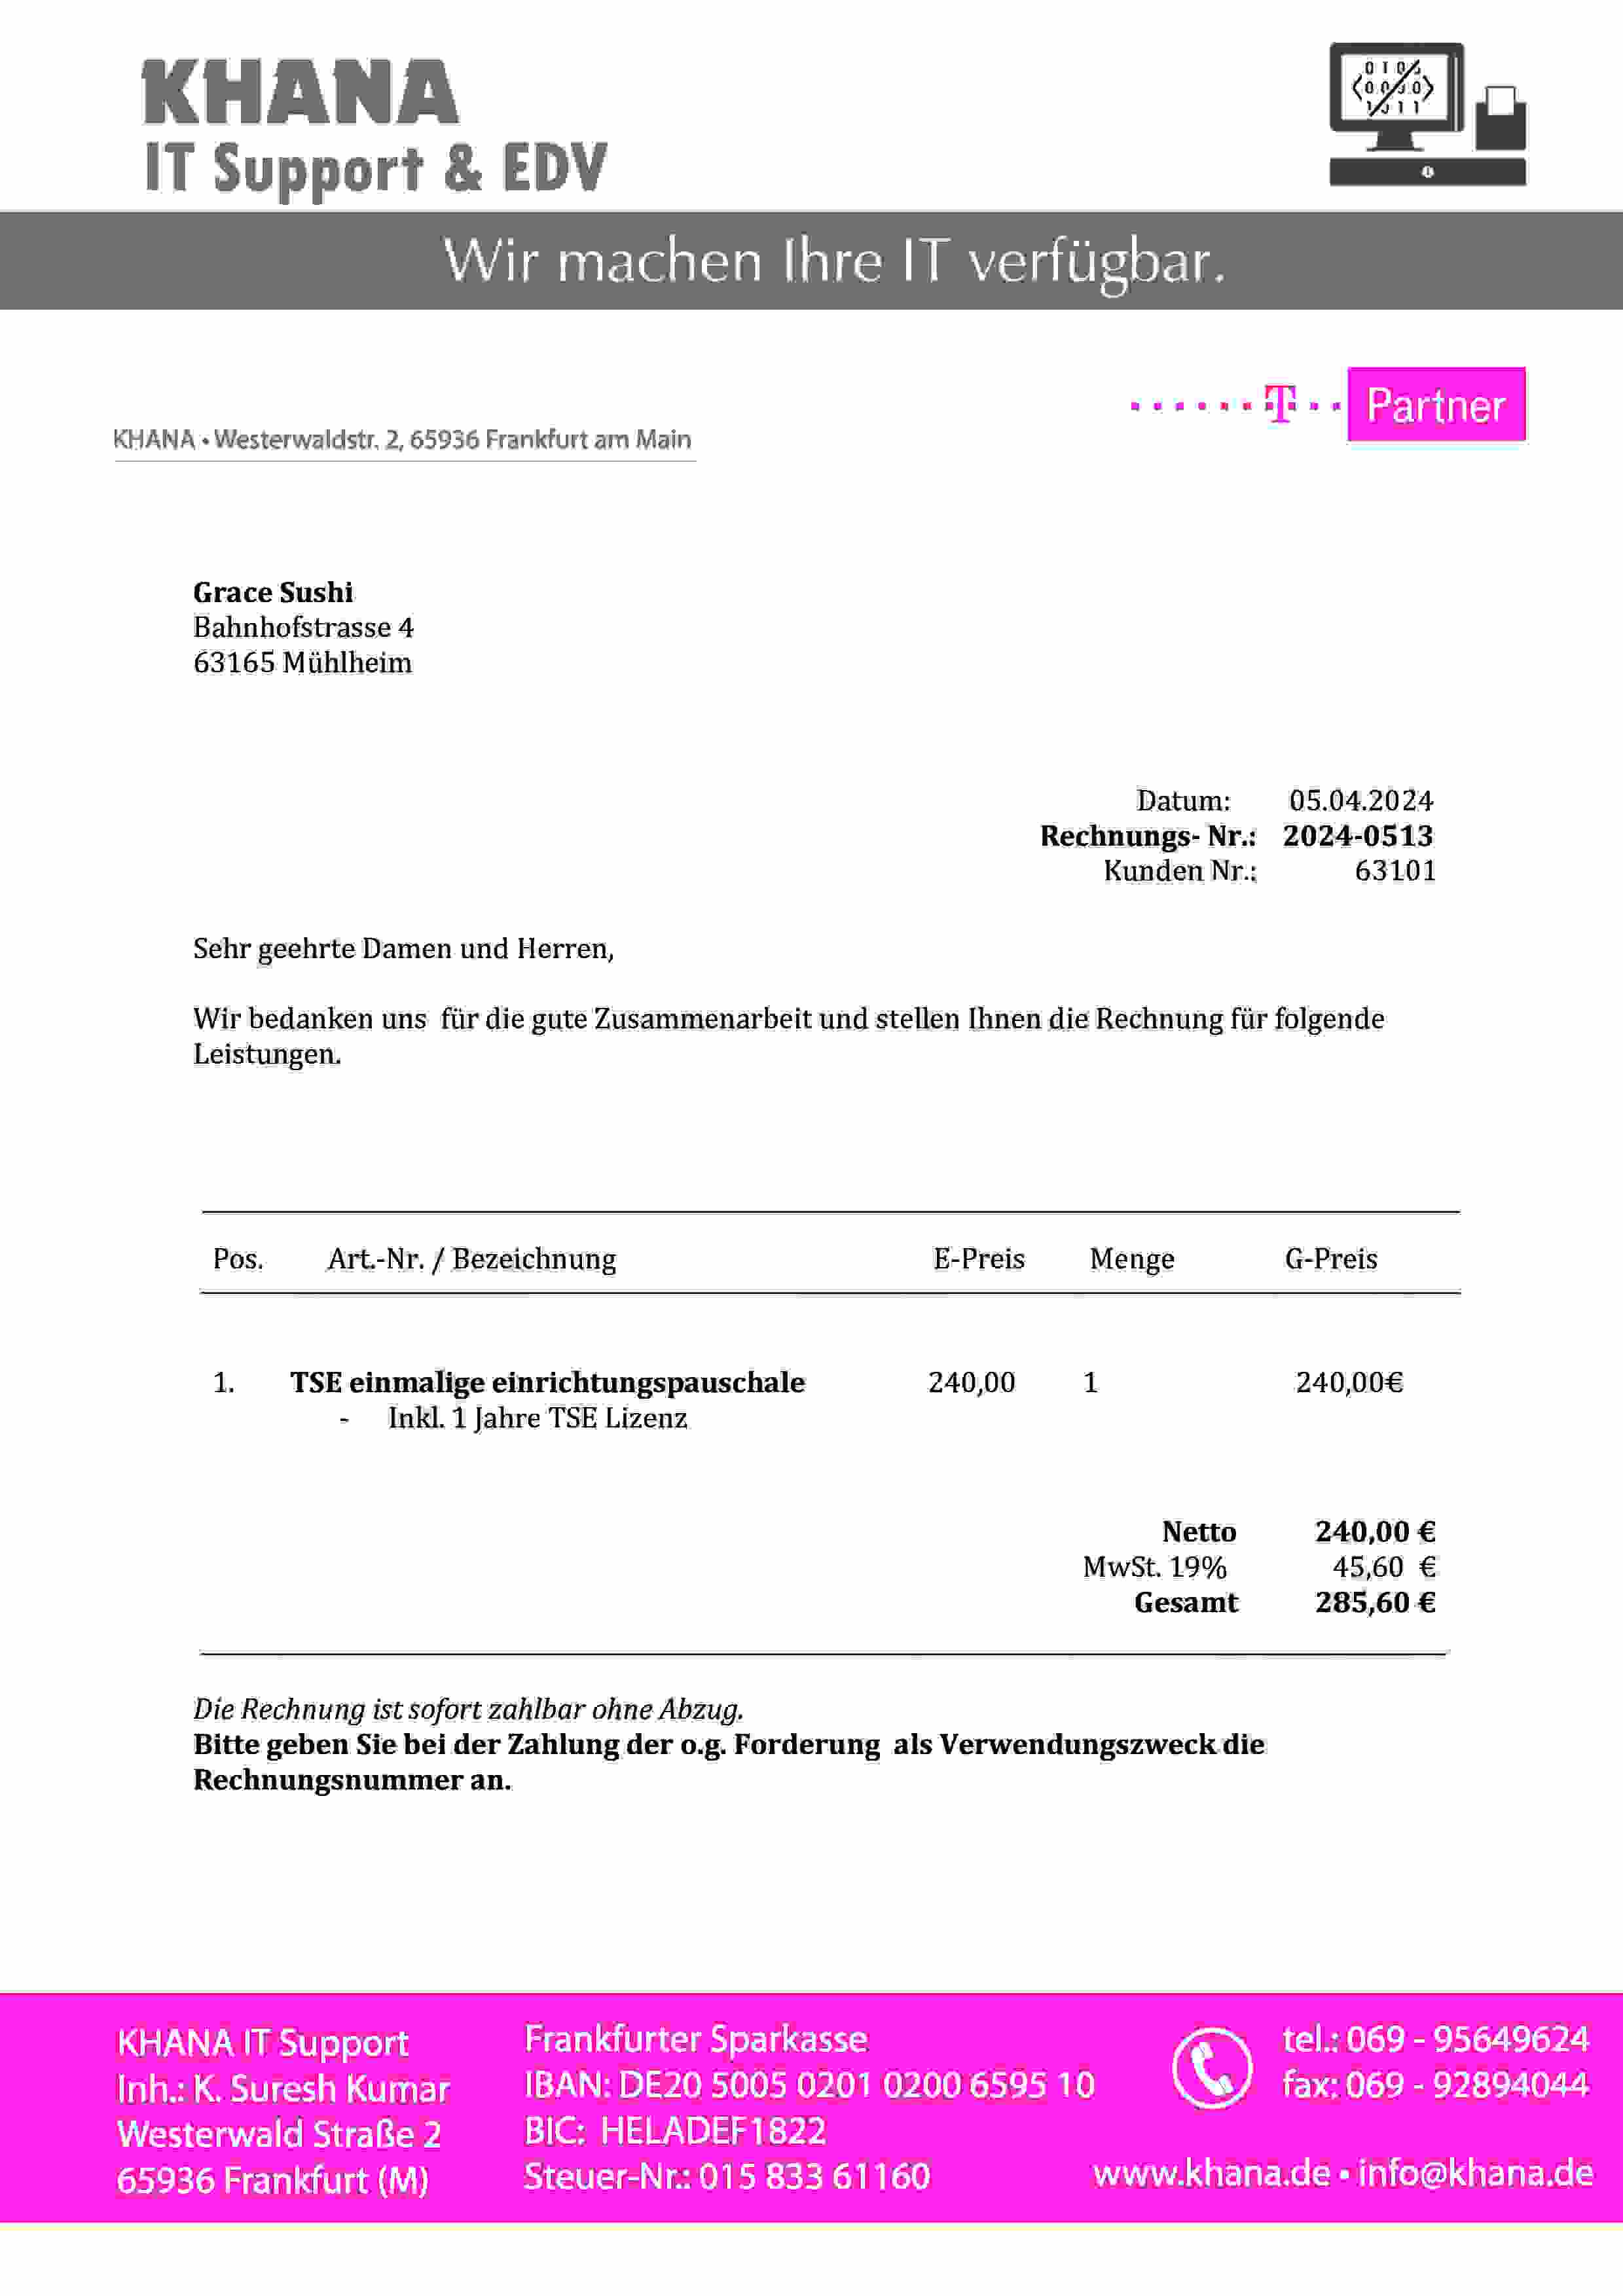 KHANA
IT Support & EDV
Wir machen Ihre IT verfügbar.
T Partner
KHANA • Westerwaldstr. 2, 65936 Frankfurt am Main
Grace Sushi
Bahnhofstrasse 4
63165 Mühlheim
Datum: 05.04.2024
Rechnungs- Nr.: 2024-0513
Kunden Nr.: 63101
Sehr geehrte Damen und Herren,
Wir bedanken uns für die gute Zusammenarbeit und stellen Ihnen die Rechnung für folgende
Leistungen.
Pos. Art.-Nr. / Bezeichnung E-Preis Menge G-Preis
1. TSE einmalige einrichtungspauschale 240,00 1 240,00€
- Inkl. 1 Jahre TSE Lizenz
Netto 240,00 €
MwSt. 19% 45,60 €
Gesamt 285,60 €
Die Rechnung ist sofort zahlbar ohne Abzug.
Bitte geben Sie bei der Zahlung der o.g. Forderung als Verwendungszweck die
Rechnungsnummer an.
KHANA IT Support
Inh.: K. Suresh Kumar
Westerwald Straße 2
65936 Frankfurt (M)
Frankfurter Sparkasse
IBAN: DE20 5005 0201 0200 6595 10
BIC: HELADEF1822
Steuer-Nr.: 015 833 61160
tel.: 069 - 95649624
fax: 069 - 92894044
www.khana.de • info@khana.de